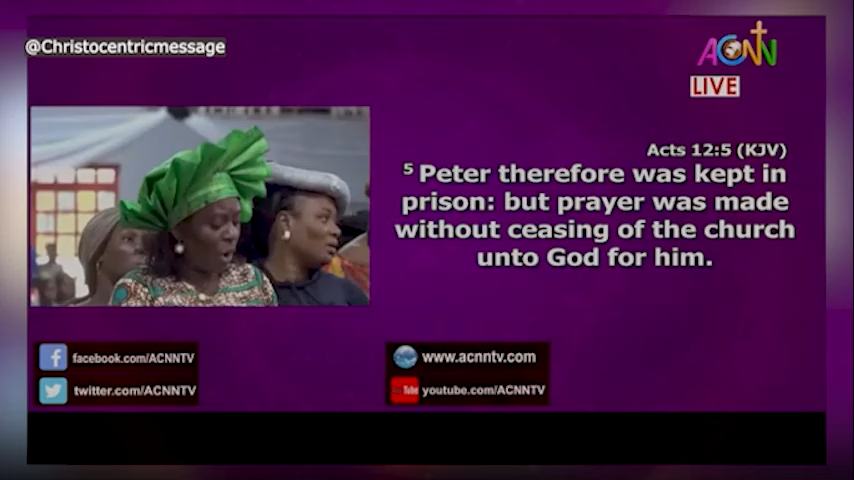 @Christocentricmessage
ACNN
LIVE
Acts 12:5 (KJV)
5 Peter therefore was kept in
prison: but prayer was made
without ceasing of the church
unto God for him.
facebook.com/ACNNTV
www.acnntv.com
twitter.com/ACNNTV
youtube.com/ACNNTV